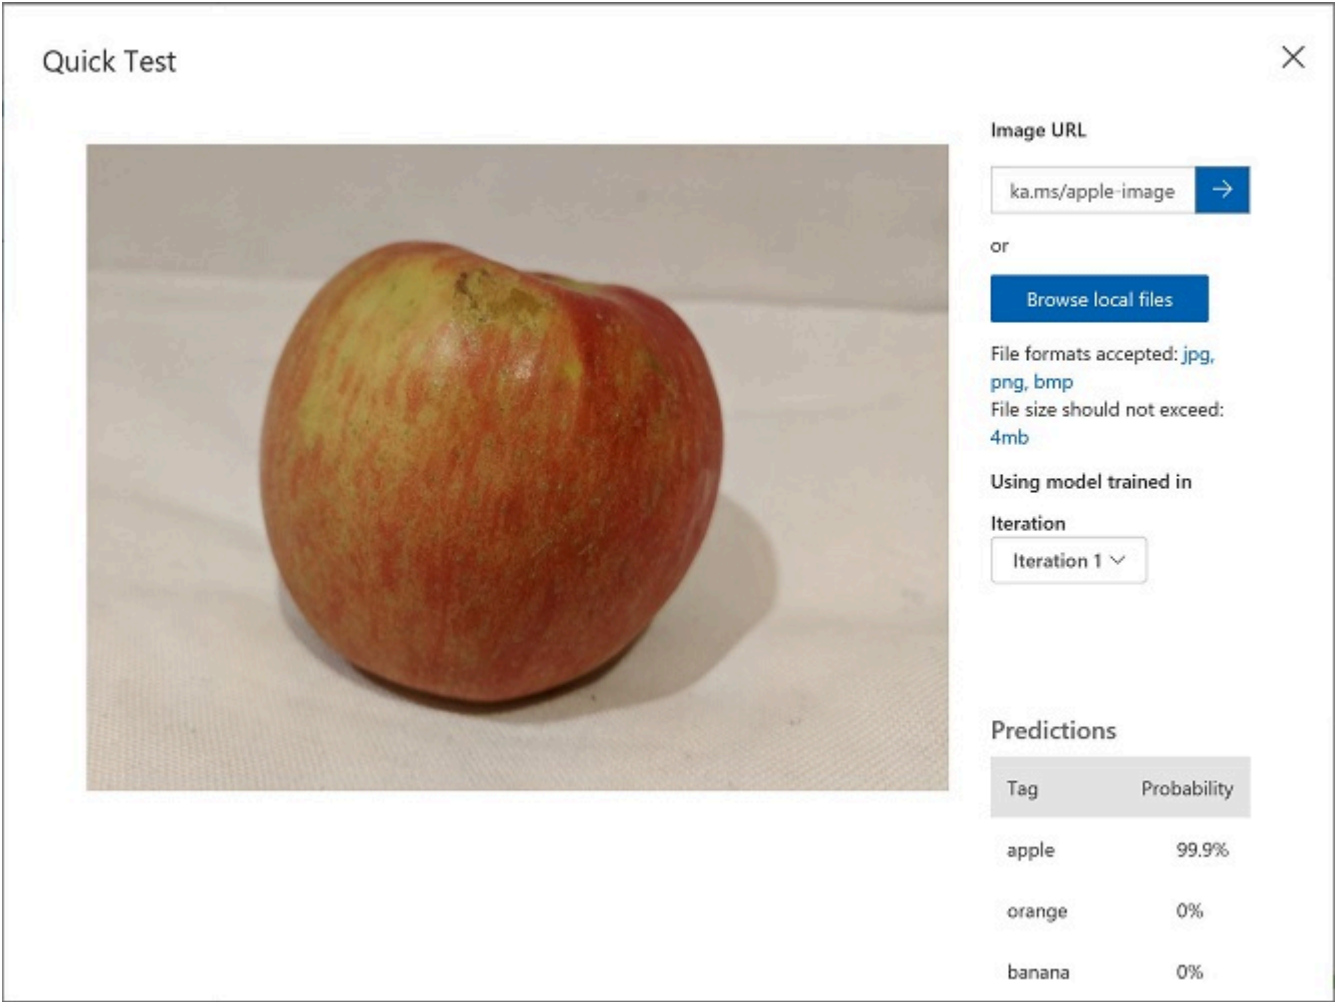 Quick Test
Image URL
ka.ms/apple-image
or
Browse local files
File formats accepted: jpg,
png, bmp
File size should not exceed:
4mb
Using model trained in
Iteration
Iteration 1
Predictions
Tag Probability
apple 99.9%
orange 0%
banana 0%